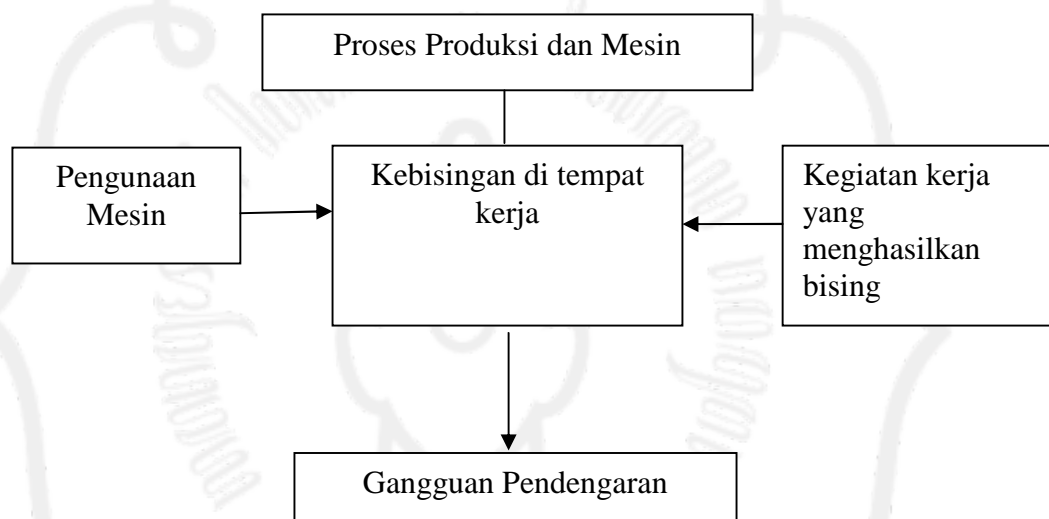 Proses Produksi dan Mesin
Pengunaan
Mesin
Kebisingan di tempat
kerja
Kegiatan kerja
yang
menghasilkan
bising
Gangguan Pendengaran